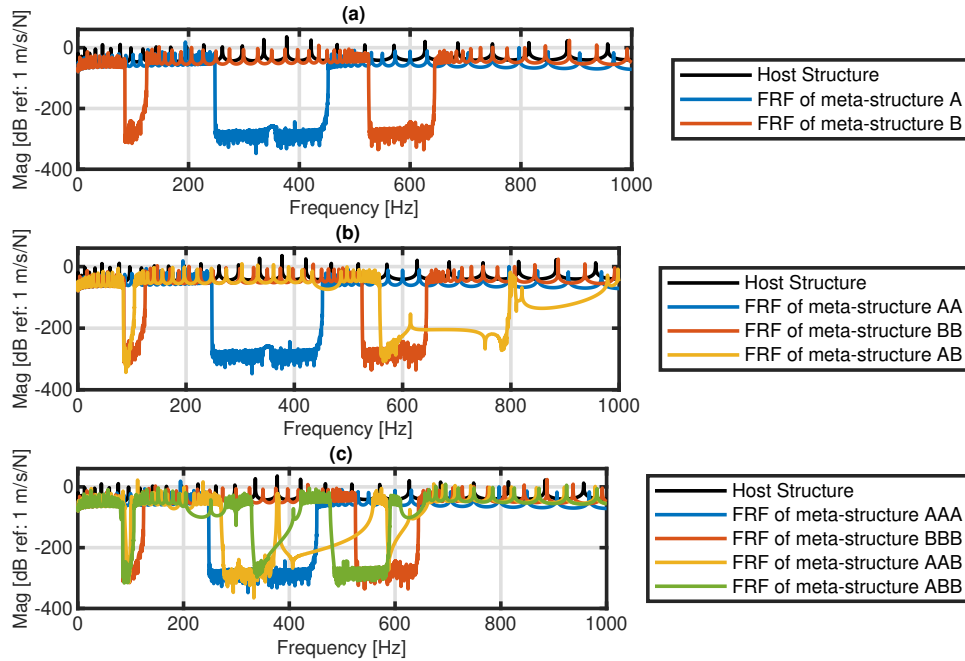 (a)
Mag [dB ref: 1 m/s/N]
0
-200
-400
0
200
400
600
800
1000
Frequency [Hz]
Host Structure
FRF of meta-structure A
FRF of meta-structure B
(b)
Mag [dB ref: 1 m/s/N]
0
-200
-400
0
200
400
600
800
1000
Frequency [Hz]
Host Structure
FRF of meta-structure AA
FRF of meta-structure BB
FRF of meta-structure AB
(c)
Mag [dB ref: 1 m/s/N]
0
-200
-400
0
200
400
600
800
1000
Frequency [Hz]
Host Structure
FRF of meta-structure AAA
FRF of meta-structure BBB
FRF of meta-structure AAB
FRF of meta-structure ABB